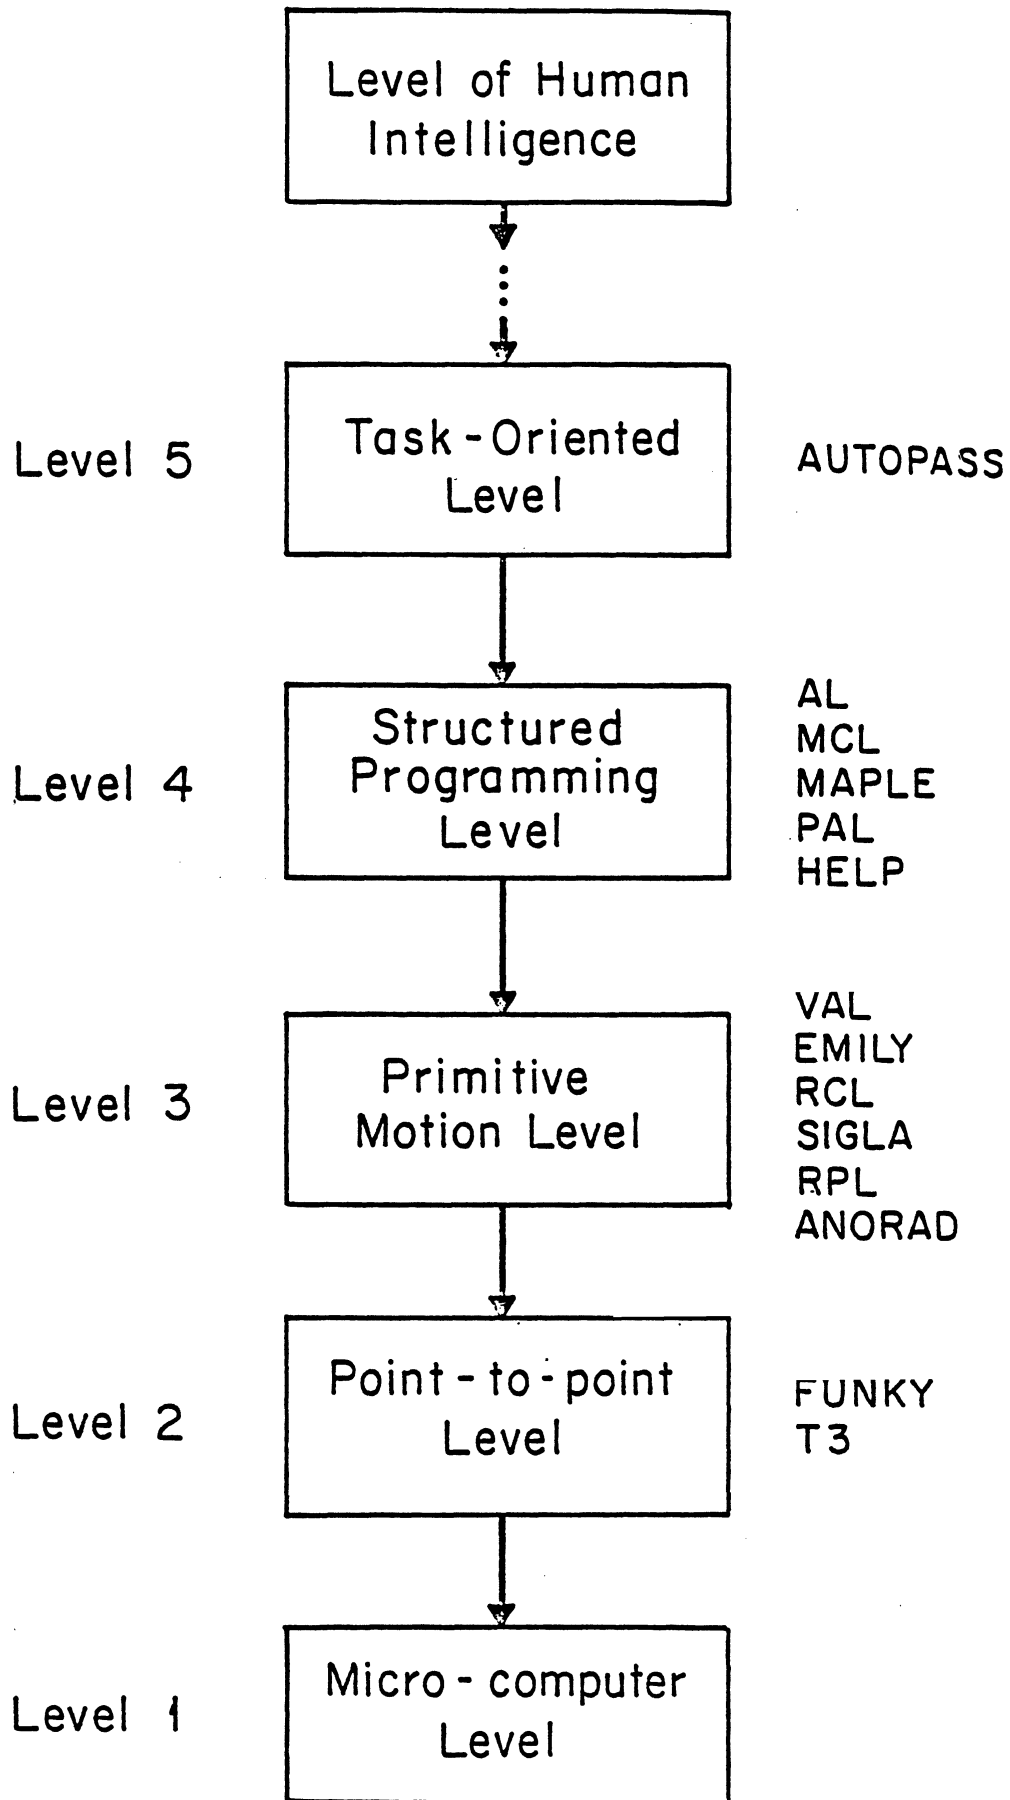 Level of Human
Intelligence
Level 5
Task-Oriented
Level
AUTOPASS
Level 4
Structured
Programming
Level
AL
MCL
MAPLE
PAL
HELP
Level 3
Primitive
Motion Level
VAL
EMILY
RCL
SIGLA
RPL
ANORAD
Level 2
Point-to-point
Level
FUNKY
T3
Level 1
Micro-computer
Level